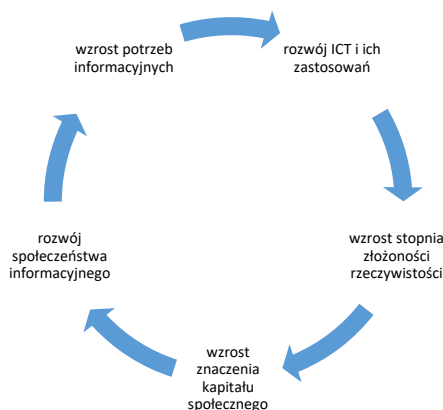 wzrost potrzeb
informacyjnych
rozwój ICT i ich
zastosowań
wzrost stopnia
złożoności
rzeczywistości
wzrost
znaczenia
kapitału
społecznego
rozwój
społeczeństwa
informacyjnego